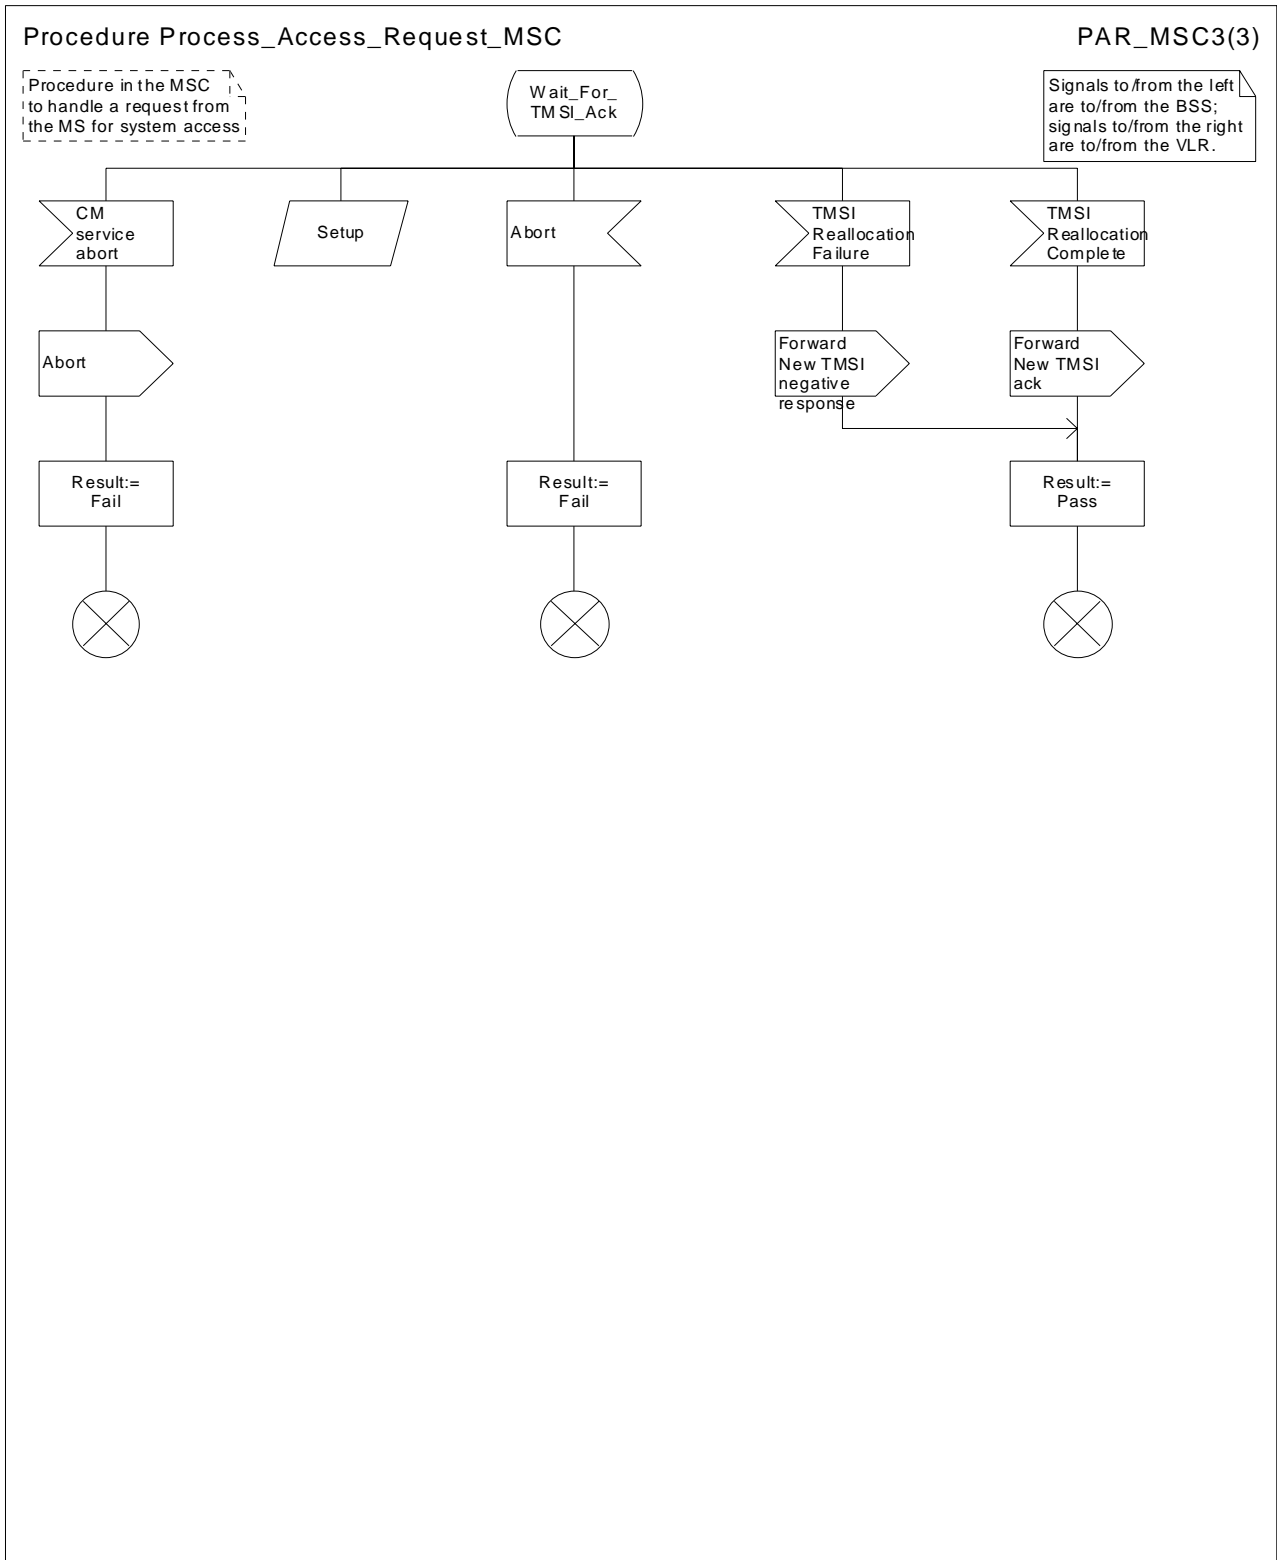 Procedure Process_Access_Request_MSC
PAR_MSC3(3)
Procedure in the MSC
to handle a request from
the MS for system access
Wait_For_
TMSI_Ack
Signals to/from the left
are to/from the BSS;
signals to/from the right
are to/from the VLR.
CM
service
abort
Setup
Abort
TMSI
Reallocation
Failure
TMSI
Reallocation
Complete
Abort
Forward
New TMSI
negative
response
Forward
New TMSI
ack
Result:=
Fail
Result:=
Fail
Result:=
Pass